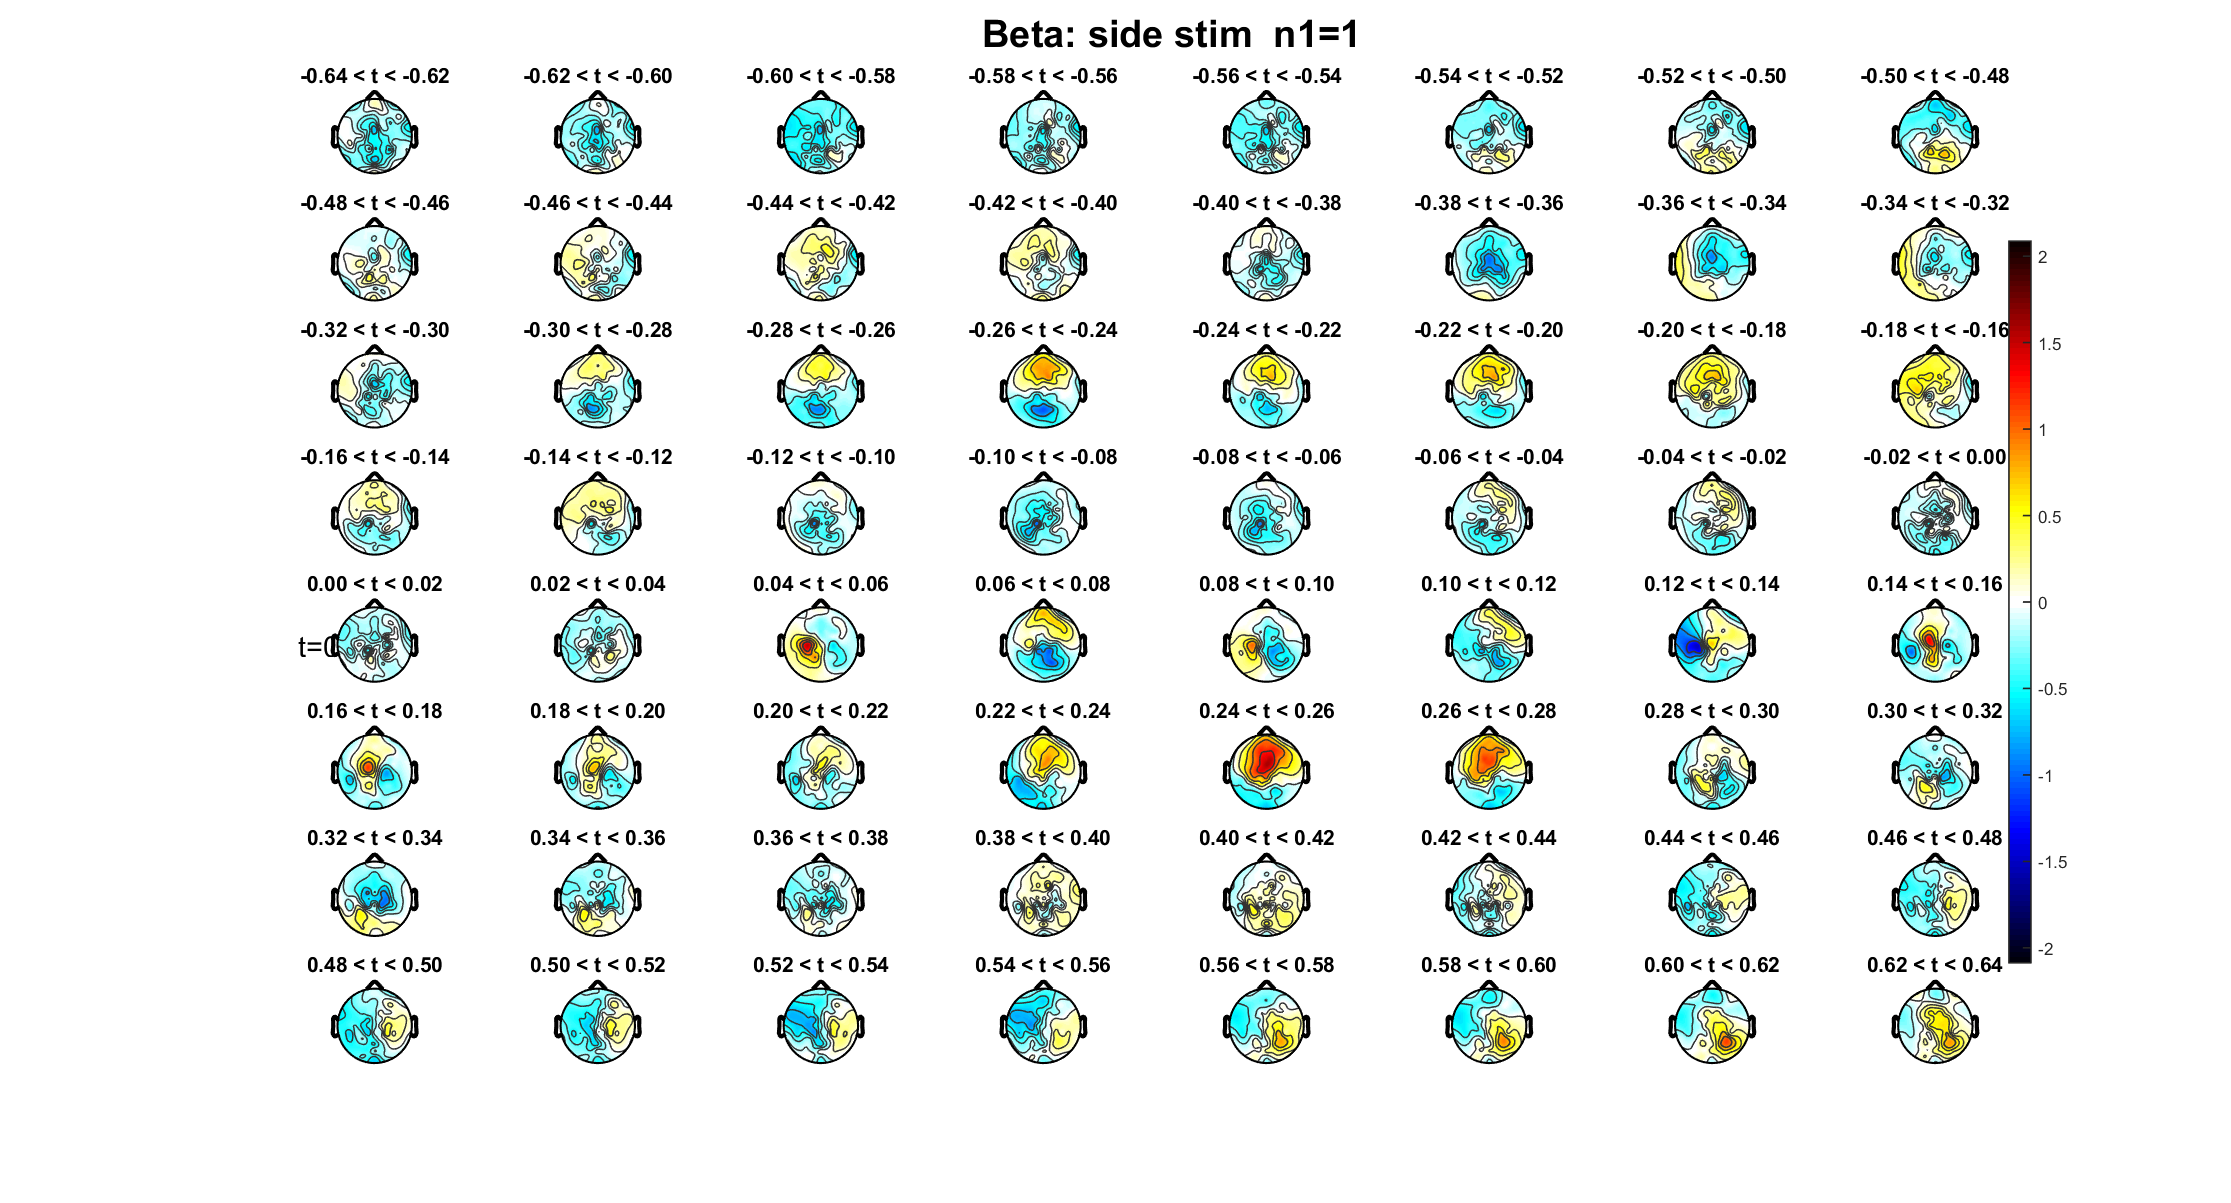 Beta: side stim  n1=1
-0.64 < t < -0.62 -0.62 < t < -0.60 -0.60 < t < -0.58 -0.58 < t < -0.56 -0.56 < t < -0.54 -0.54 < t < -0.52 -0.52 < t < -0.50 -0.50 < t < -0.48
-0.48 < t < -0.46 -0.46 < t < -0.44 -0.44 < t < -0.42 -0.42 < t < -0.40 -0.40 < t < -0.38 -0.38 < t < -0.36 -0.36 < t < -0.34 -0.34 < t < -0.32
-0.32 < t < -0.30 -0.30 < t < -0.28 -0.28 < t < -0.26 -0.26 < t < -0.24 -0.24 < t < -0.22 -0.22 < t < -0.20 -0.20 < t < -0.18 -0.18 < t < -0.16
-0.16 < t < -0.14 -0.14 < t < -0.12 -0.12 < t < -0.10 -0.10 < t < -0.08 -0.08 < t < -0.06 -0.06 < t < -0.04 -0.04 < t < -0.02 -0.02 < t < 0.00
0.00 < t < 0.02 0.02 < t < 0.04 0.04 < t < 0.06 0.06 < t < 0.08 0.08 < t < 0.10 0.10 < t < 0.12 0.12 < t < 0.14 0.14 < t < 0.16
t=0
0.16 < t < 0.18 0.18 < t < 0.20 0.20 < t < 0.22 0.22 < t < 0.24 0.24 < t < 0.26 0.26 < t < 0.28 0.28 < t < 0.30 0.30 < t < 0.32
0.32 < t < 0.34 0.34 < t < 0.36 0.36 < t < 0.38 0.38 < t < 0.40 0.40 < t < 0.42 0.42 < t < 0.44 0.44 < t < 0.46 0.46 < t < 0.48
0.48 < t < 0.50 0.50 < t < 0.52 0.52 < t < 0.54 0.54 < t < 0.56 0.56 < t < 0.58 0.58 < t < 0.60 0.60 < t < 0.62 0.62 < t < 0.64
2
1.5
1
0.5
0
-0.5
-1
-1.5
-2